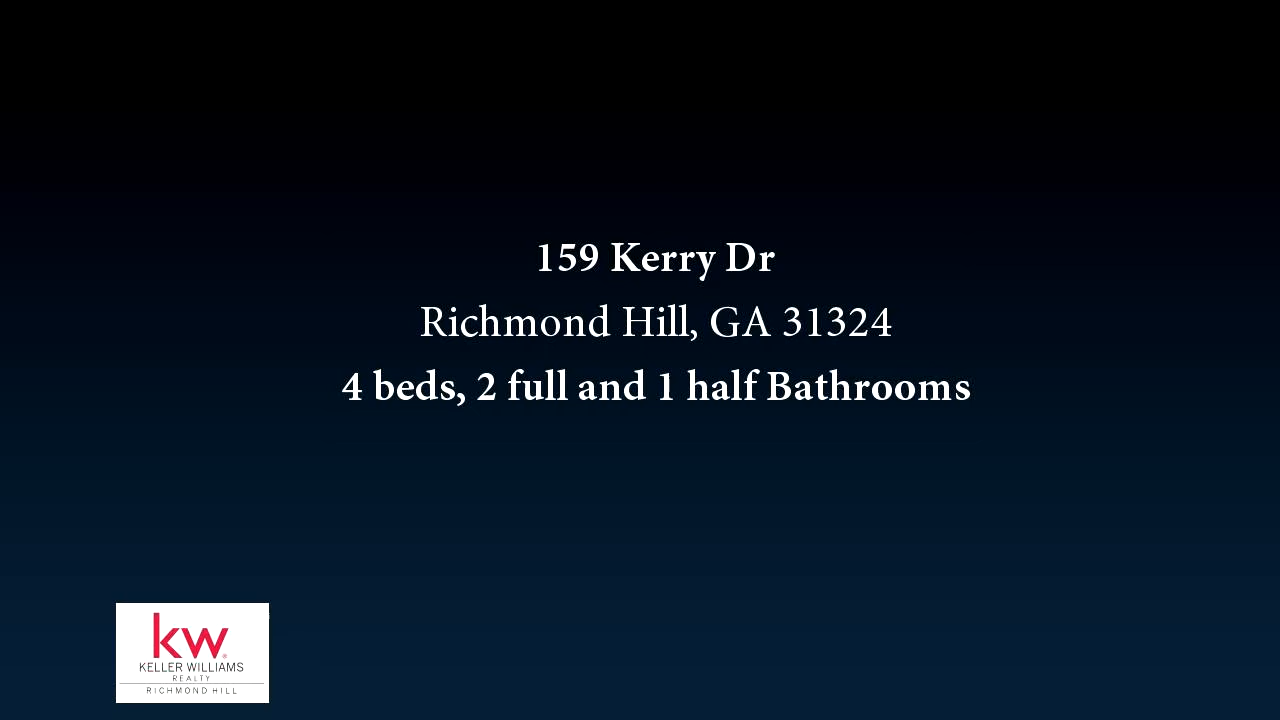 159 Kerry Dr
Richmond Hill, GA 31324
4 beds, 2 full and 1 half Bathrooms
kw®
KELLER WILLIAMS
REALTY
RICHMOND HILL